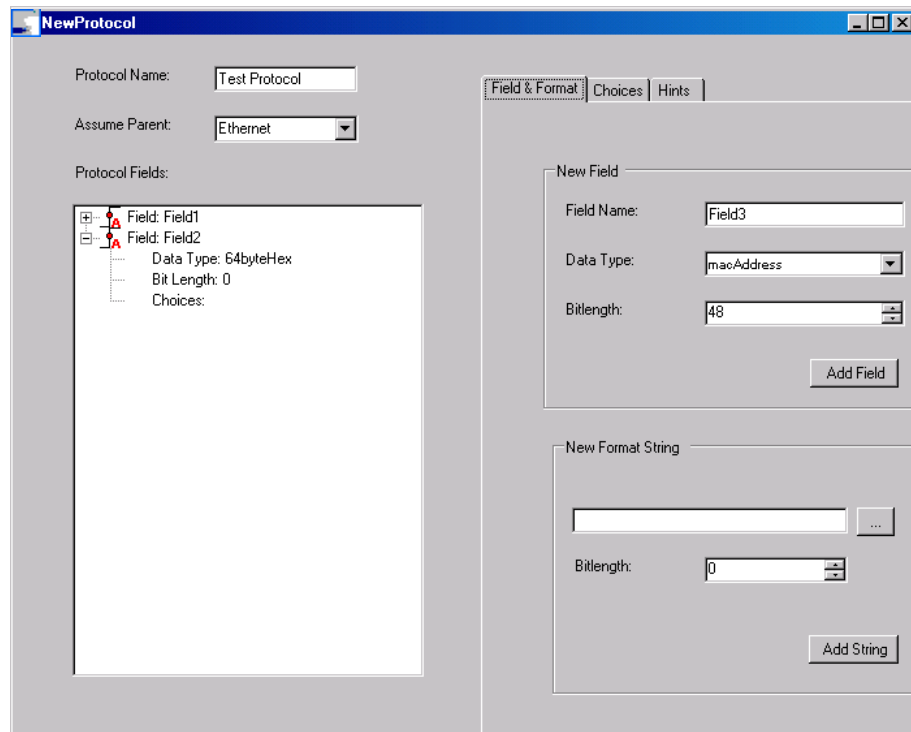 NewProtocol
Protocol Name: Test Protocol
Assume Parent: Ethernet
Protocol Fields:
Field: Field1
Field: Field2
Data Type: 64byteHex
Bit Length: 0
Choices:
Field & Format Choices Hints
New Field
Field Name: Field3
Data Type: macAddress
Bitlength: 48
Add Field
New Format String
...
Bitlength: 0
Add String